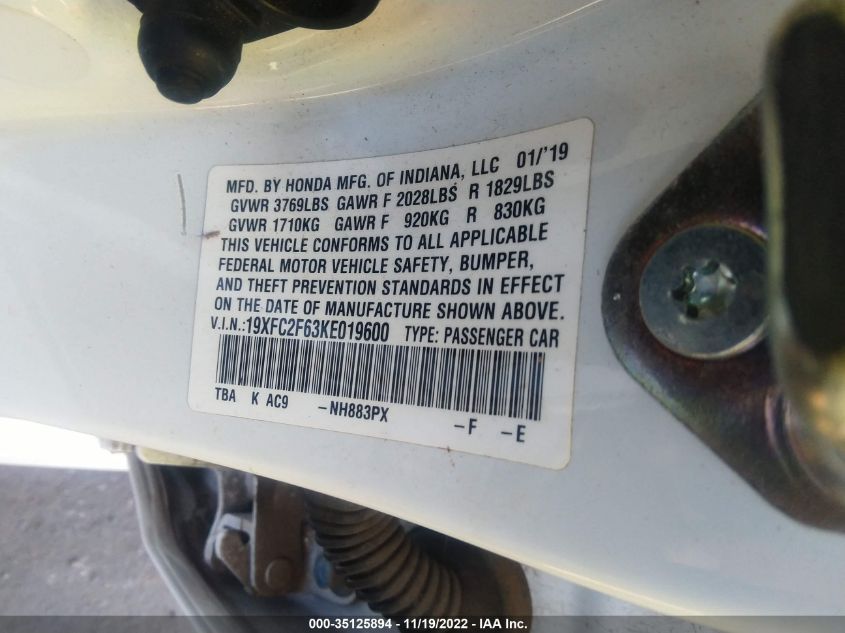 MFD. BY HONDA MFG. OF INDIANA, LLC 01/'19
GVWR 3769LBS GAWR F 2028LBS R 1829LBS
GVWR 1710KG GAWR F 920KG R 830KG
THIS VEHICLE CONFORMS TO ALL APPLICABLE
FEDERAL MOTOR VEHICLE SAFETY, BUMPER,
AND THEFT PREVENTION STANDARDS IN EFFECT
ON THE DATE OF MANUFACTURE SHOWN ABOVE.
V.I.N.:19XFC2F63KE019600 TYPE: PASSENGER CAR
TBA K AC9 -NH883PX -F -E
000-35125894 - 11/19/2022 - IAA Inc.